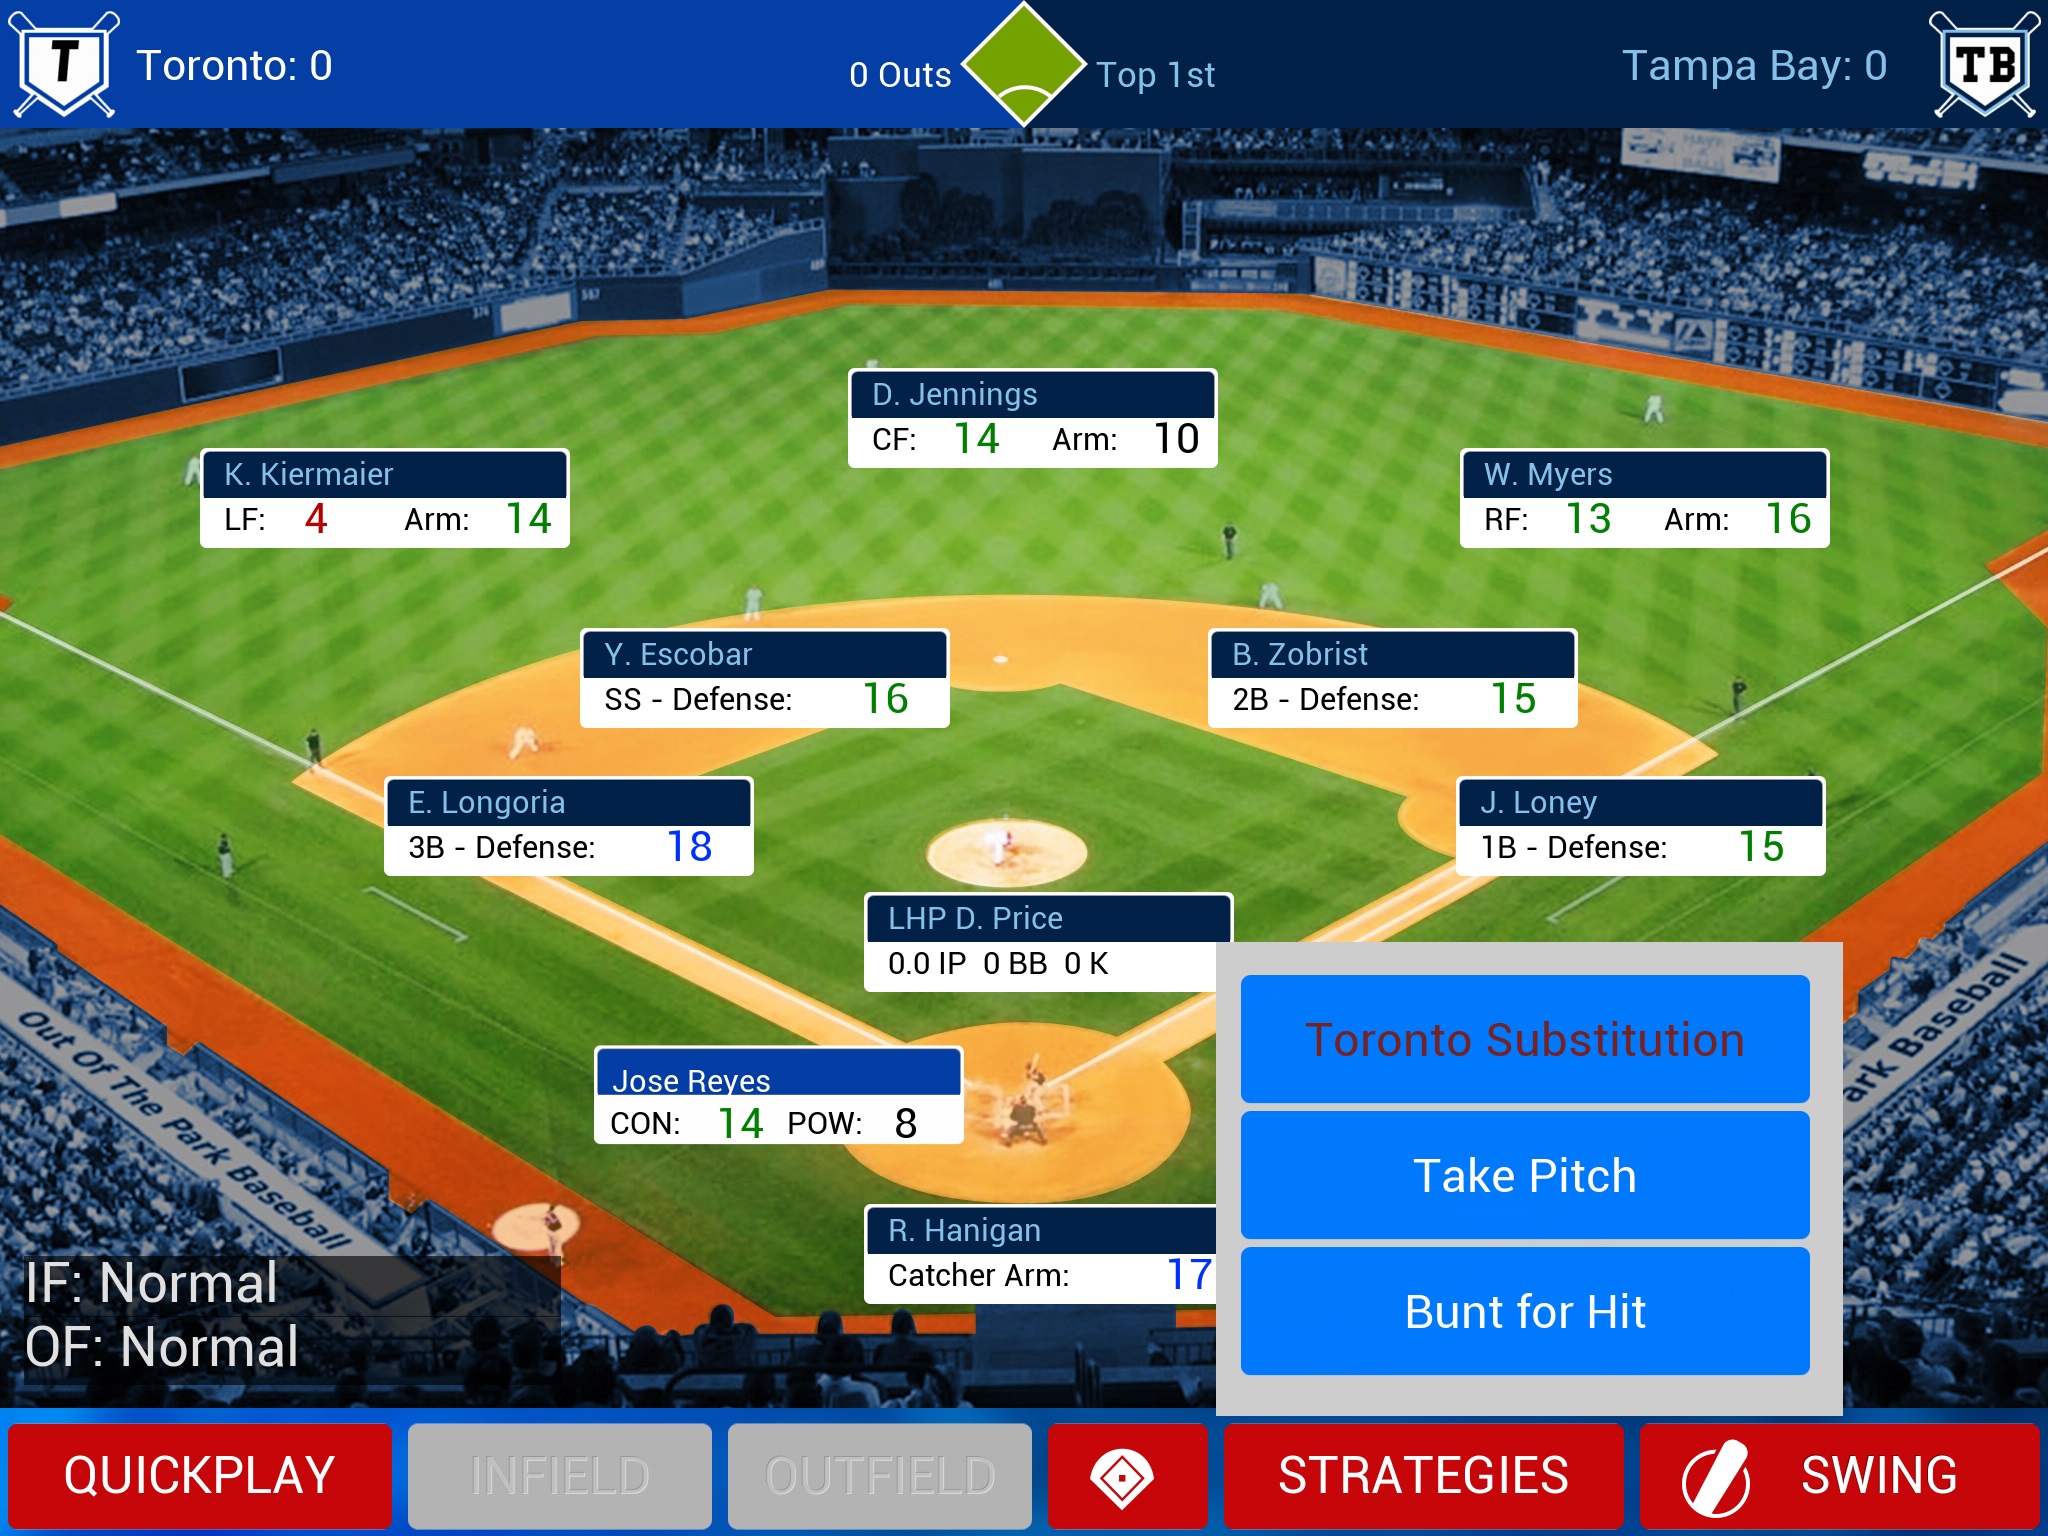 T
Toronto: 0
0 Outs
Top 1st
Tampa Bay: 0
TB
D. Jennings
CF: 14 Arm: 10
K. Kiermaier
LF: 4 Arm: 14
W. Myers
RF: 13 Arm: 16
Y. Escobar
SS - Defense: 16
B. Zobrist
2B - Defense: 15
E. Longoria
3B - Defense: 18
J. Loney
1B - Defense: 15
LHP D. Price
0.0 IP 0 BB 0 K
Toronto Substitution
Take Pitch
Bunt for Hit
Jose Reyes
CON: 14 POW: 8
R. Hanigan
Catcher Arm: 17
Out Of The Park Baseball
ark Baseball
IF: Normal
OF: Normal
QUICKPLAY
INFIELD
OUTFIELD
STRATEGIES
SWING